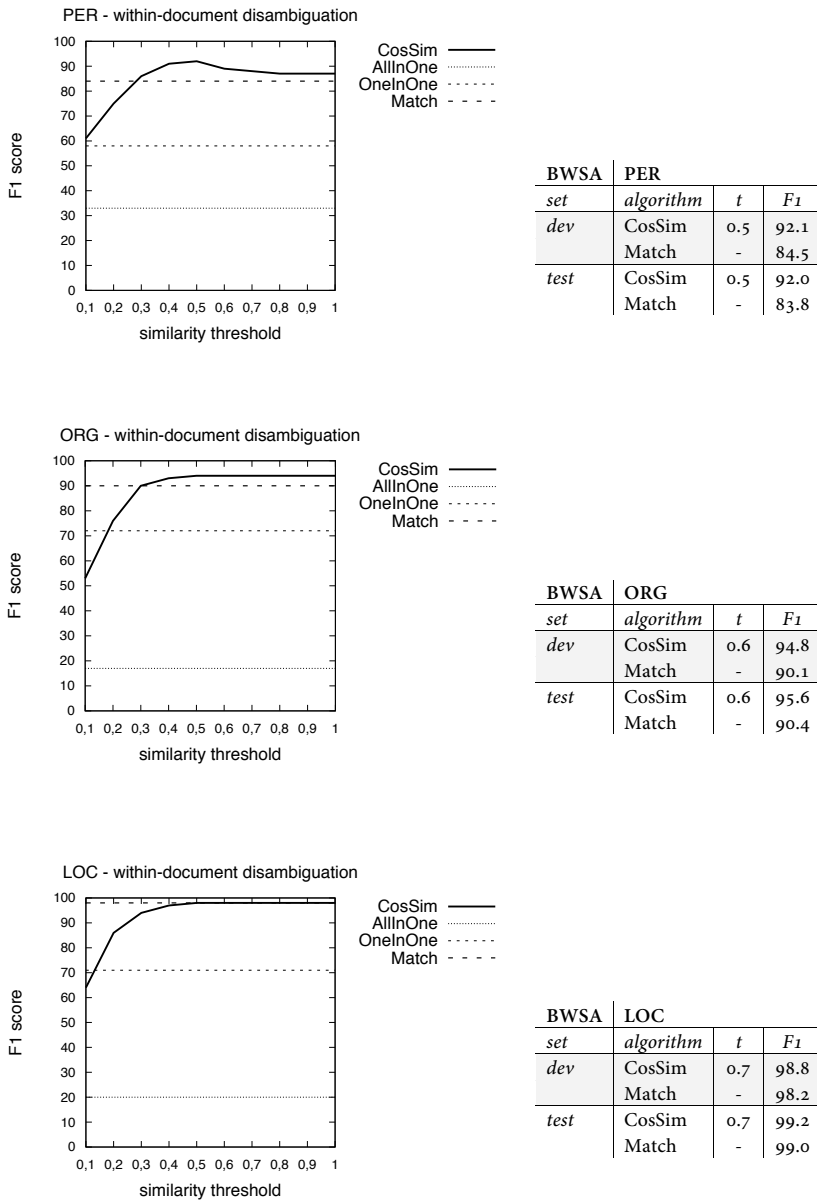 PER - within-document disambiguation
100
90
80
70
60
50
40
30
20
10
0
F1 score
0,1 0,2 0,3 0,4 0,5 0,6 0,7 0,8 0,9 1
similarity threshold
CosSim
AllInOne
OneInOne
Match
BWSA PER
set algorithm t F1
dev CosSim 0.5 92.1
Match - 84.5
test CosSim 0.5 92.0
Match - 83.8
ORG - within-document disambiguation
100
90
80
70
60
50
40
30
20
10
0
F1 score
0,1 0,2 0,3 0,4 0,5 0,6 0,7 0,8 0,9 1
similarity threshold
CosSim
AllInOne
OneInOne
Match
BWSA ORG
set algorithm t F1
dev CosSim 0.6 94.8
Match - 90.1
test CosSim 0.6 95.6
Match - 90.4
LOC - within-document disambiguation
100
90
80
70
60
50
40
30
20
10
0
F1 score
0,1 0,2 0,3 0,4 0,5 0,6 0,7 0,8 0,9 1
similarity threshold
CosSim
AllInOne
OneInOne
Match
BWSA LOC
set algorithm t F1
dev CosSim 0.7 98.8
Match - 98.2
test CosSim 0.7 99.2
Match - 99.0